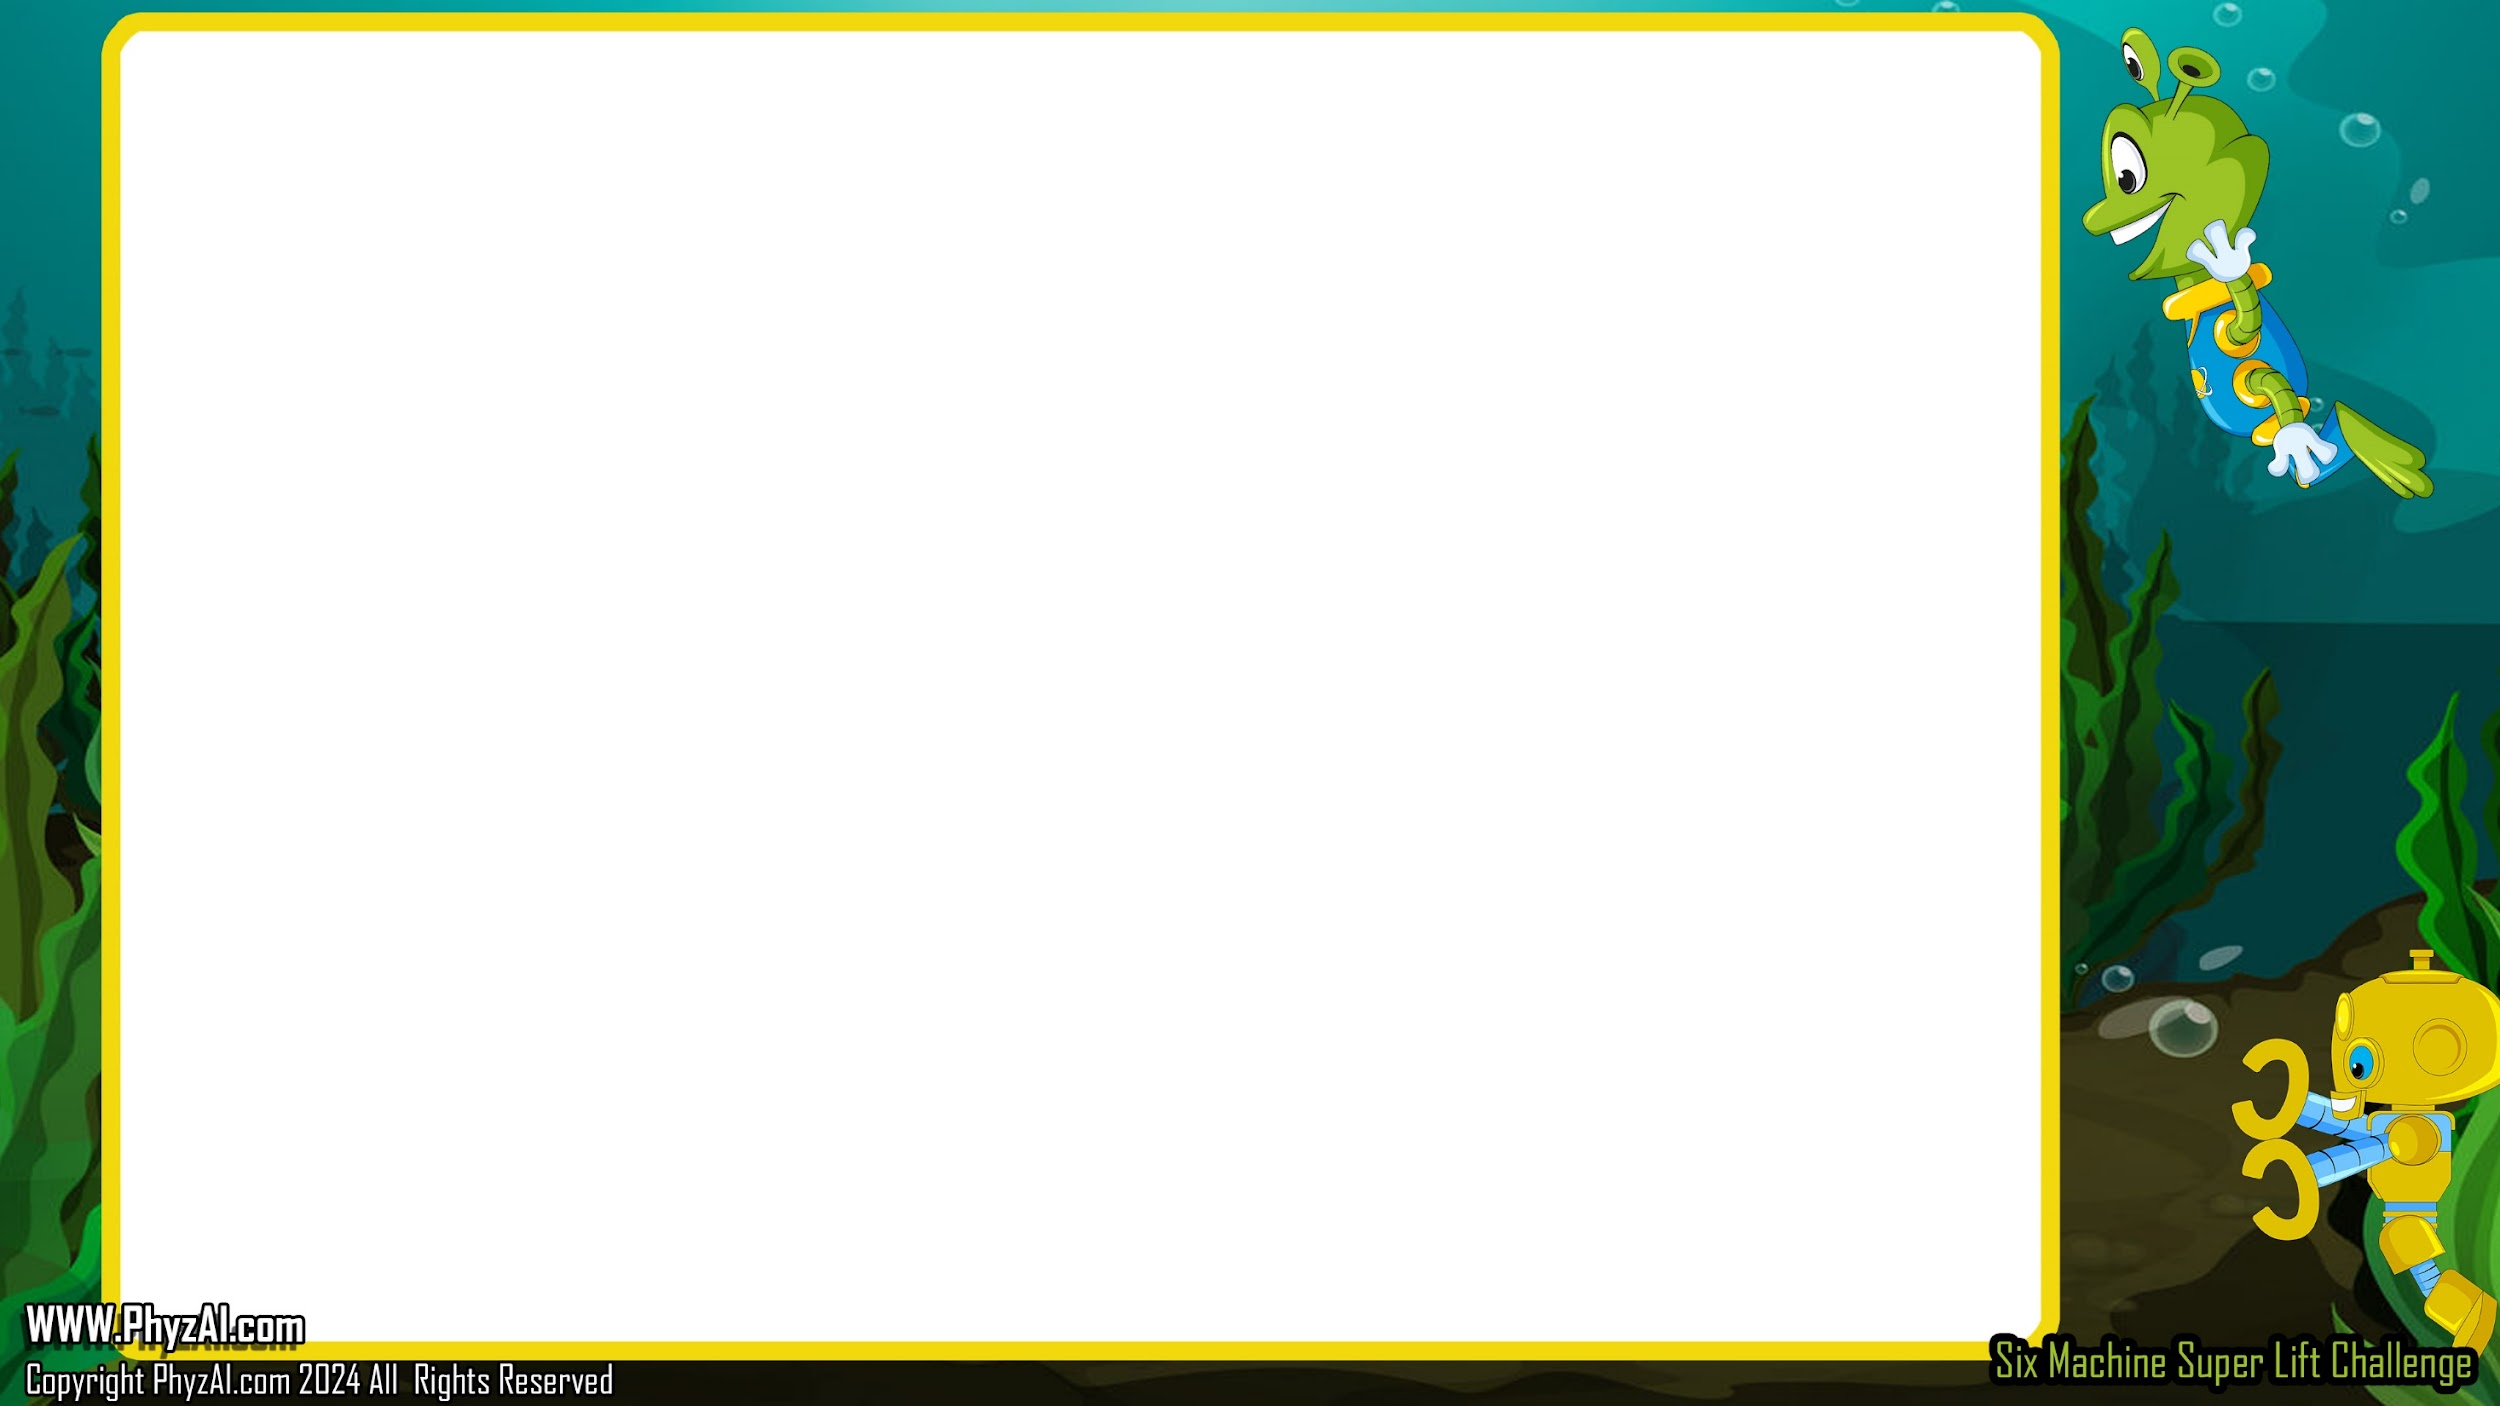 WWW.PhyzAI.com
Copyright PhyzAI.com 2024 All Rights Reserved
Six Machine Super Lift Challenge